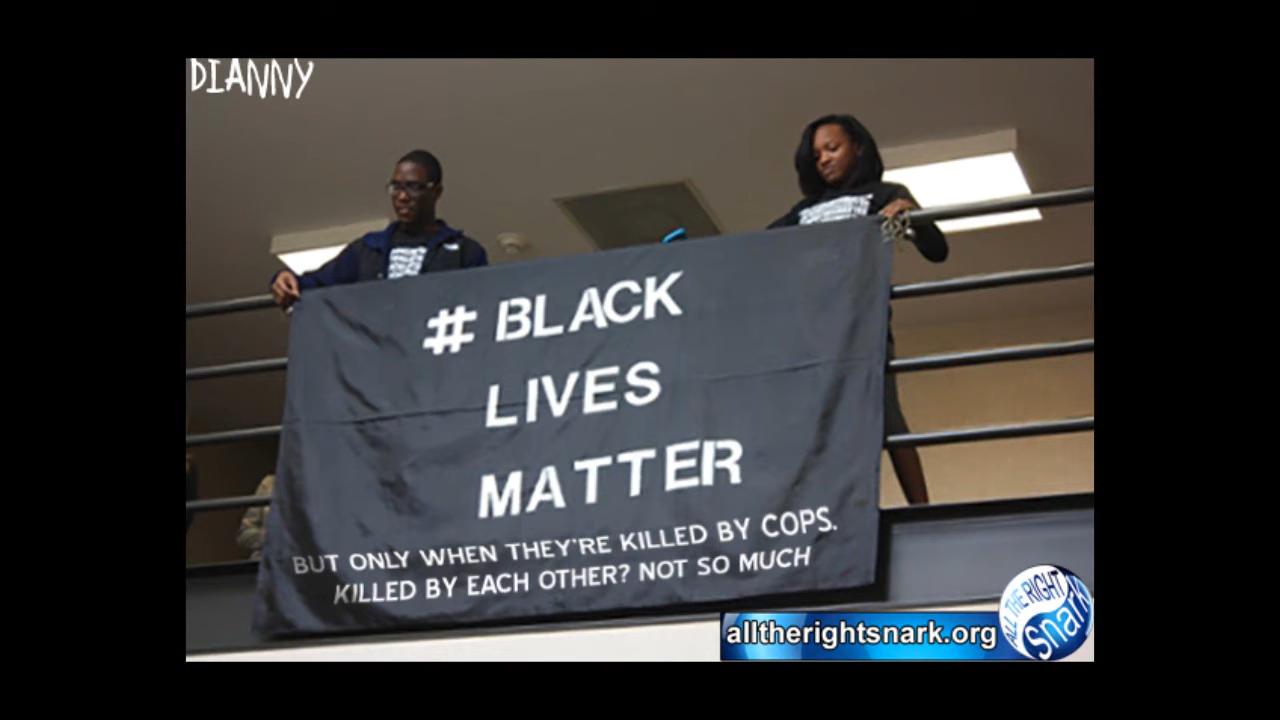 DIANNY
# BLACK
LIVES
MATTER
BUT ONLY WHEN THEY'RE KILLED BY COPS.
KILLED BY EACH OTHER? NOT SO MUCH
alltherightsnark.org
ALL THE RIGHT
Snark